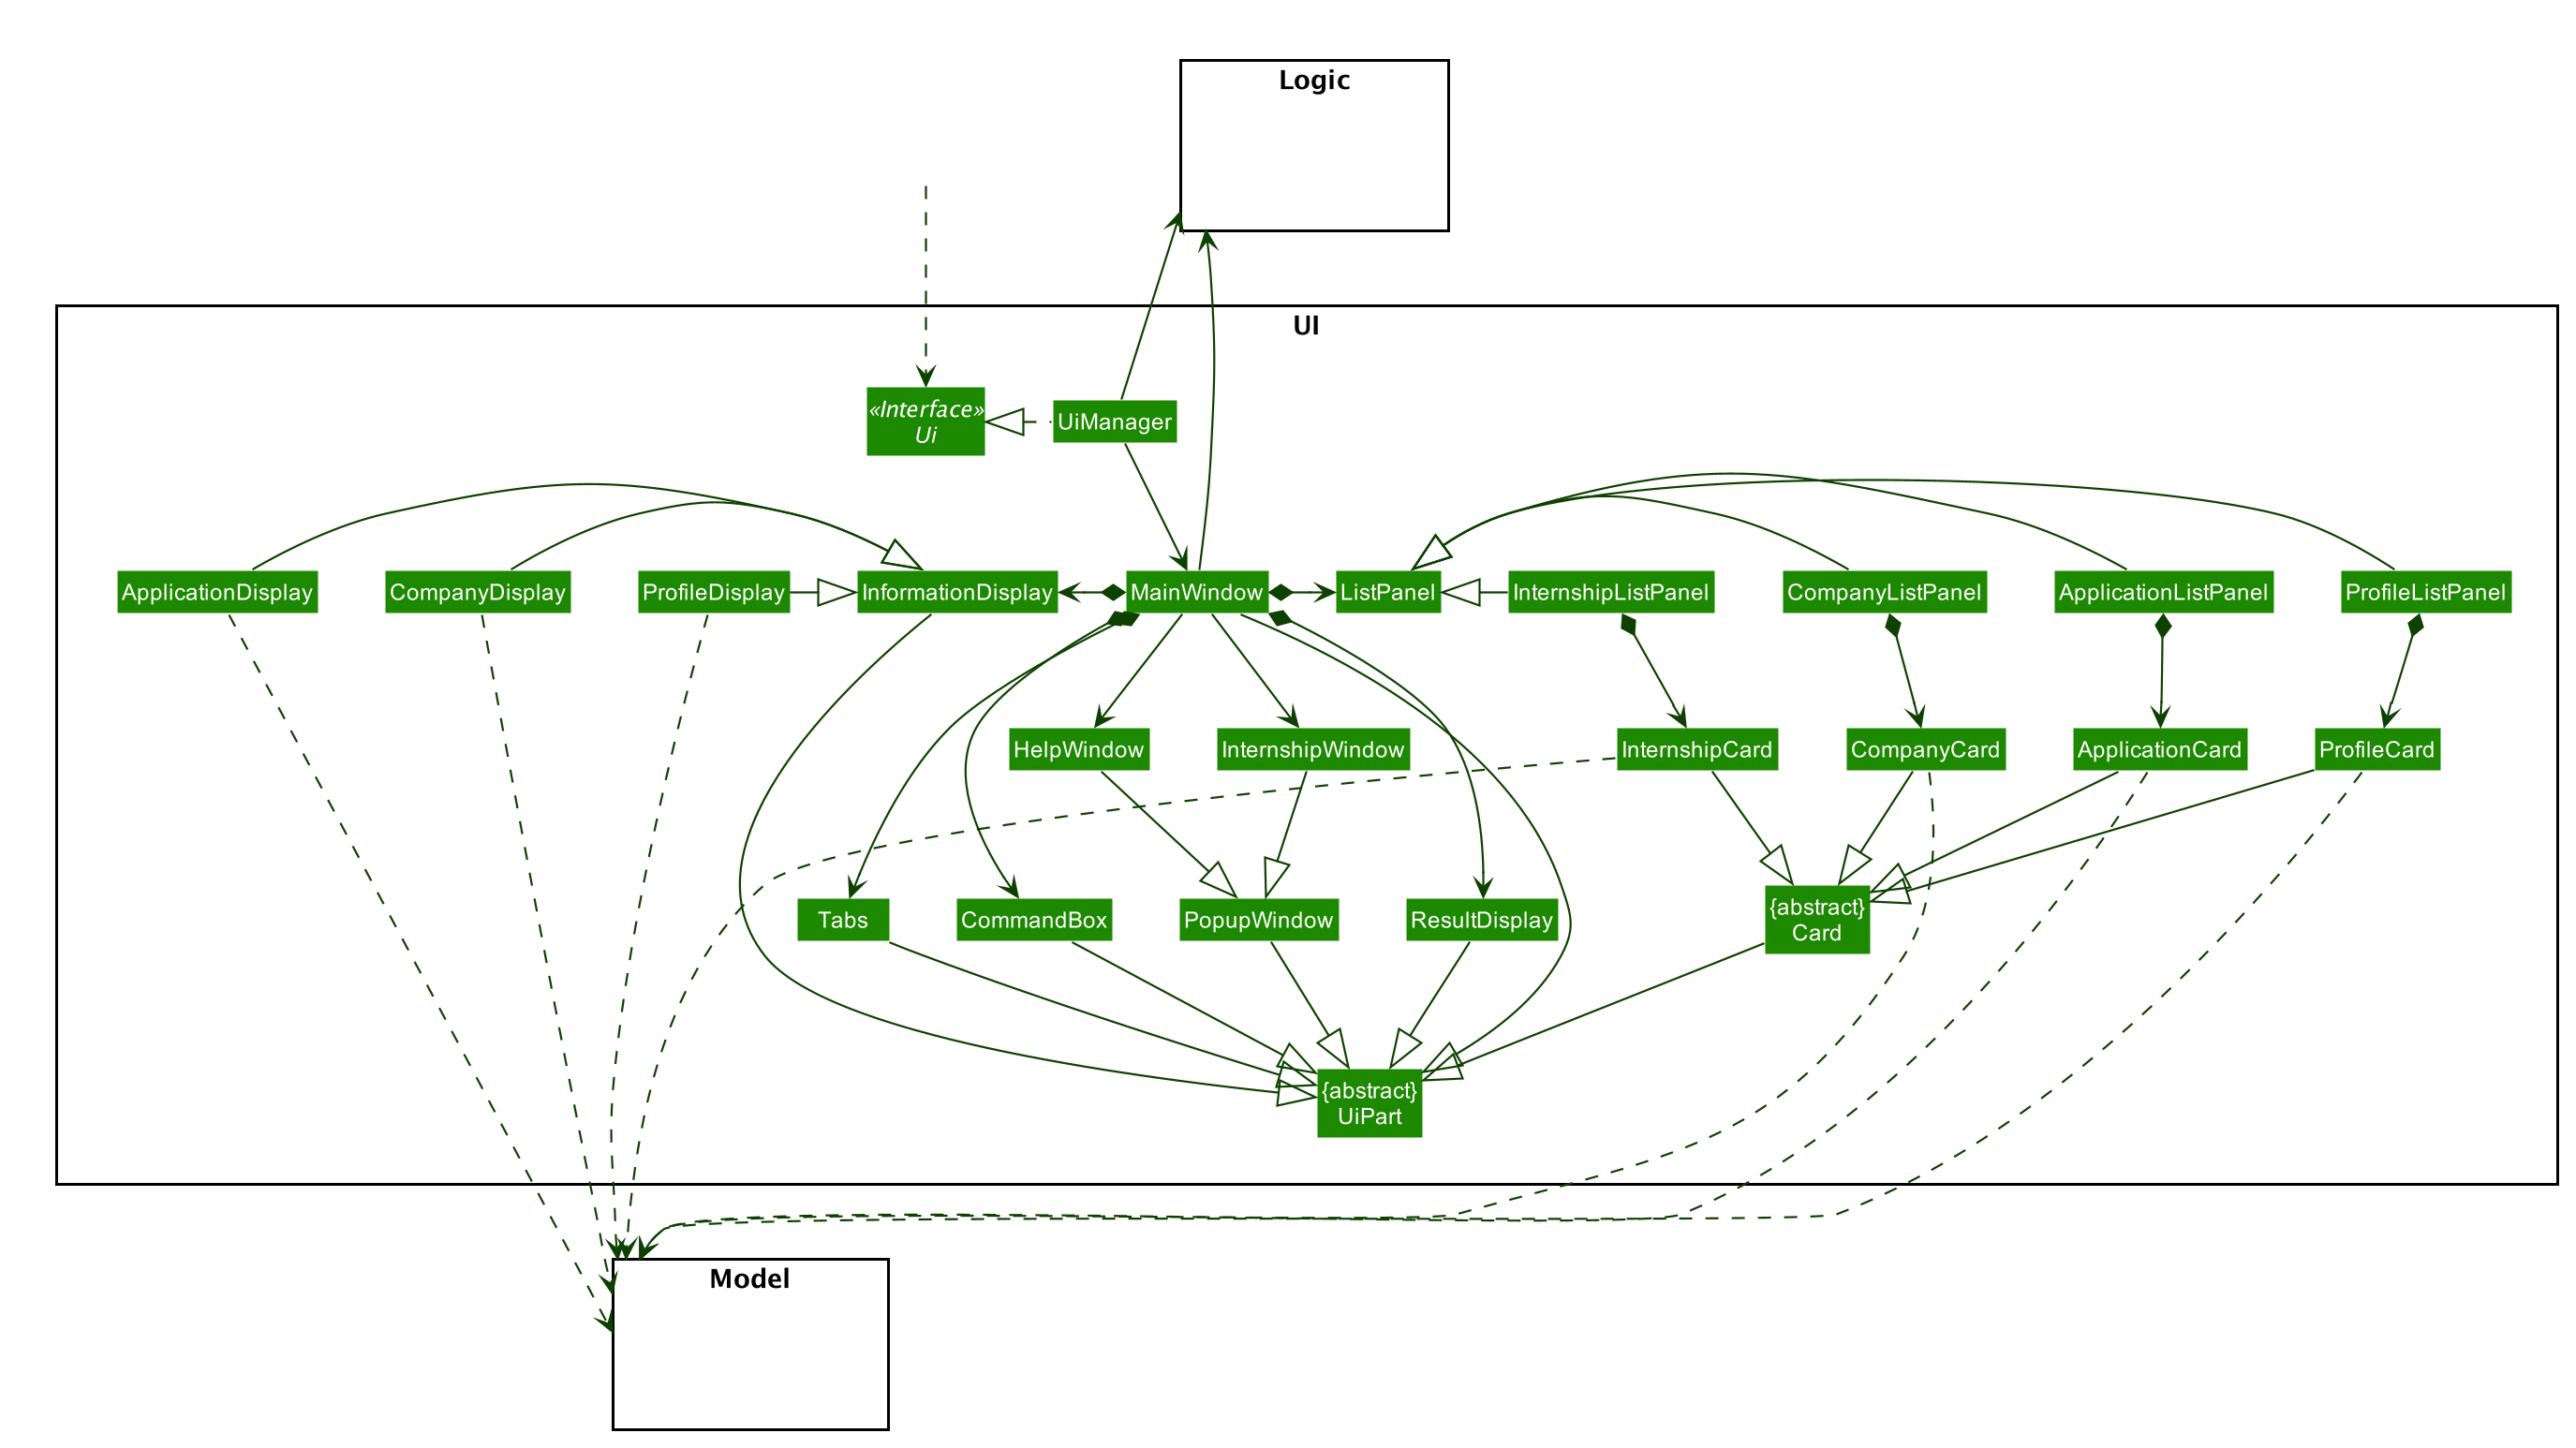 Logic
UI
«Interface»
Ui
UiManager
ApplicationDisplay
CompanyDisplay
ProfileDisplay
InformationDisplay
MainWindow
ListPanel
InternshipListPanel
CompanyListPanel
ApplicationListPanel
ProfileListPanel
HelpWindow
InternshipWindow
InternshipCard
CompanyCard
ApplicationCard
ProfileCard
Tabs
CommandBox
PopupWindow
ResultDisplay
{abstract}
Card
{abstract}
UiPart
Model